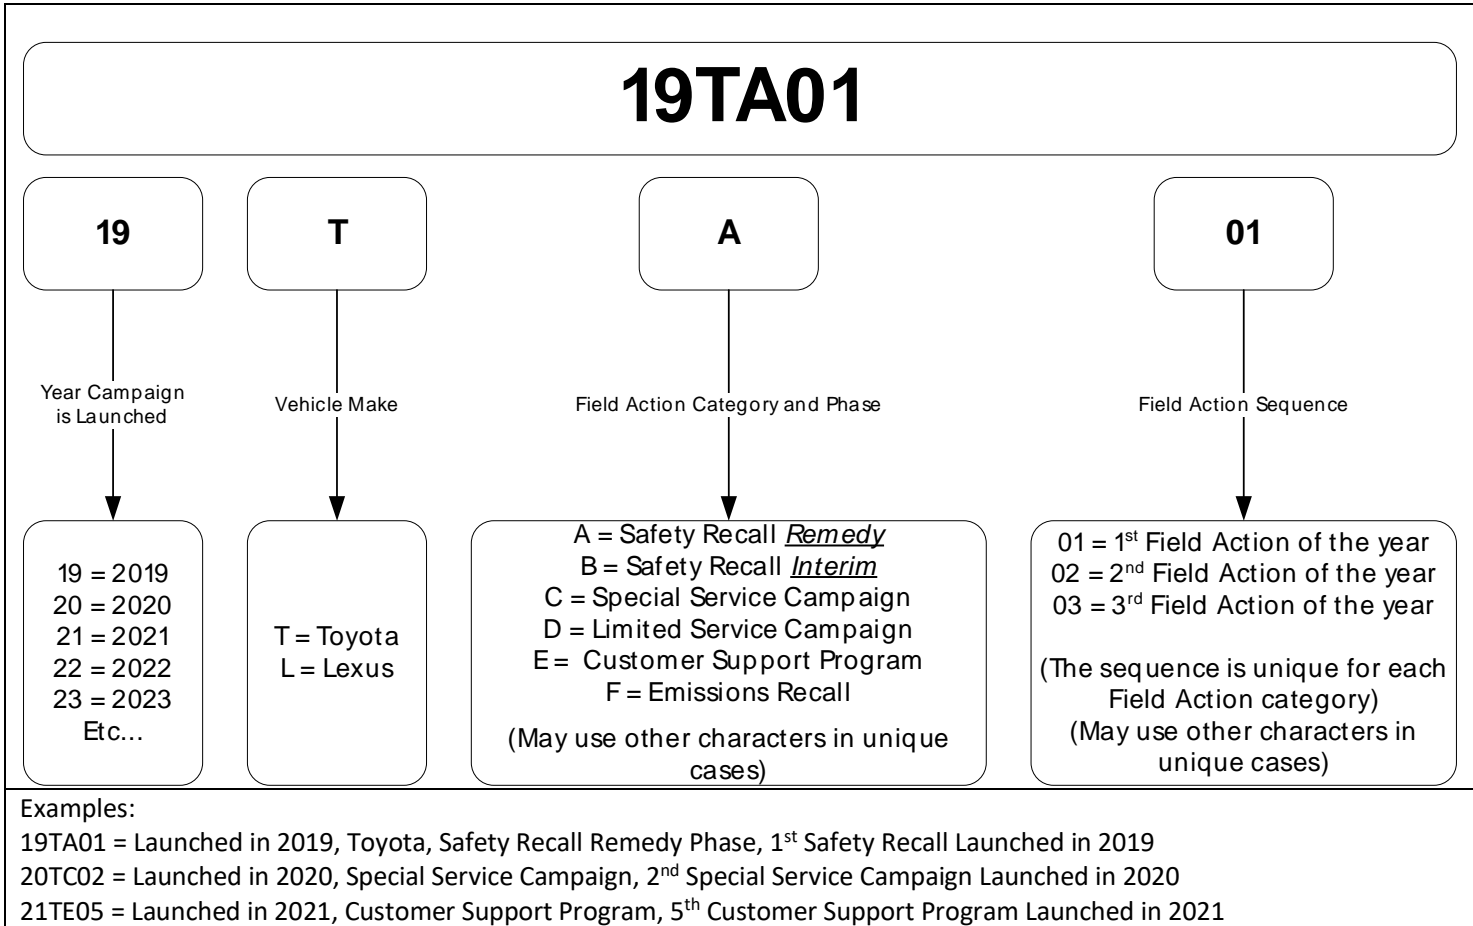 19TA01
19
T
A
01
Year Campaign
is Launched
Vehicle Make
Field Action Category and Phase
Field Action Sequence
19 = 2019
20 = 2020
21 = 2021
22 = 2022
23 = 2023
Etc...
T = Toyota
L = Lexus
A = Safety Recall Remedy
B = Safety Recall Interim
C = Special Service Campaign
D = Limited Service Campaign
E = Customer Support Program
F = Emissions Recall
(May use other characters in unique
cases)
01 = 1st Field Action of the year
02 = 2nd Field Action of the year
03 = 3rd Field Action of the year
(The sequence is unique for each
Field Action category)
(May use other characters in
unique cases)
Examples:
19TA01 = Launched in 2019, Toyota, Safety Recall Remedy Phase, 1st Safety Recall Launched in 2019
20TC02 = Launched in 2020, Special Service Campaign, 2nd Special Service Campaign Launched in 2020
21TE05 = Launched in 2021, Customer Support Program, 5th Customer Support Program Launched in 2021